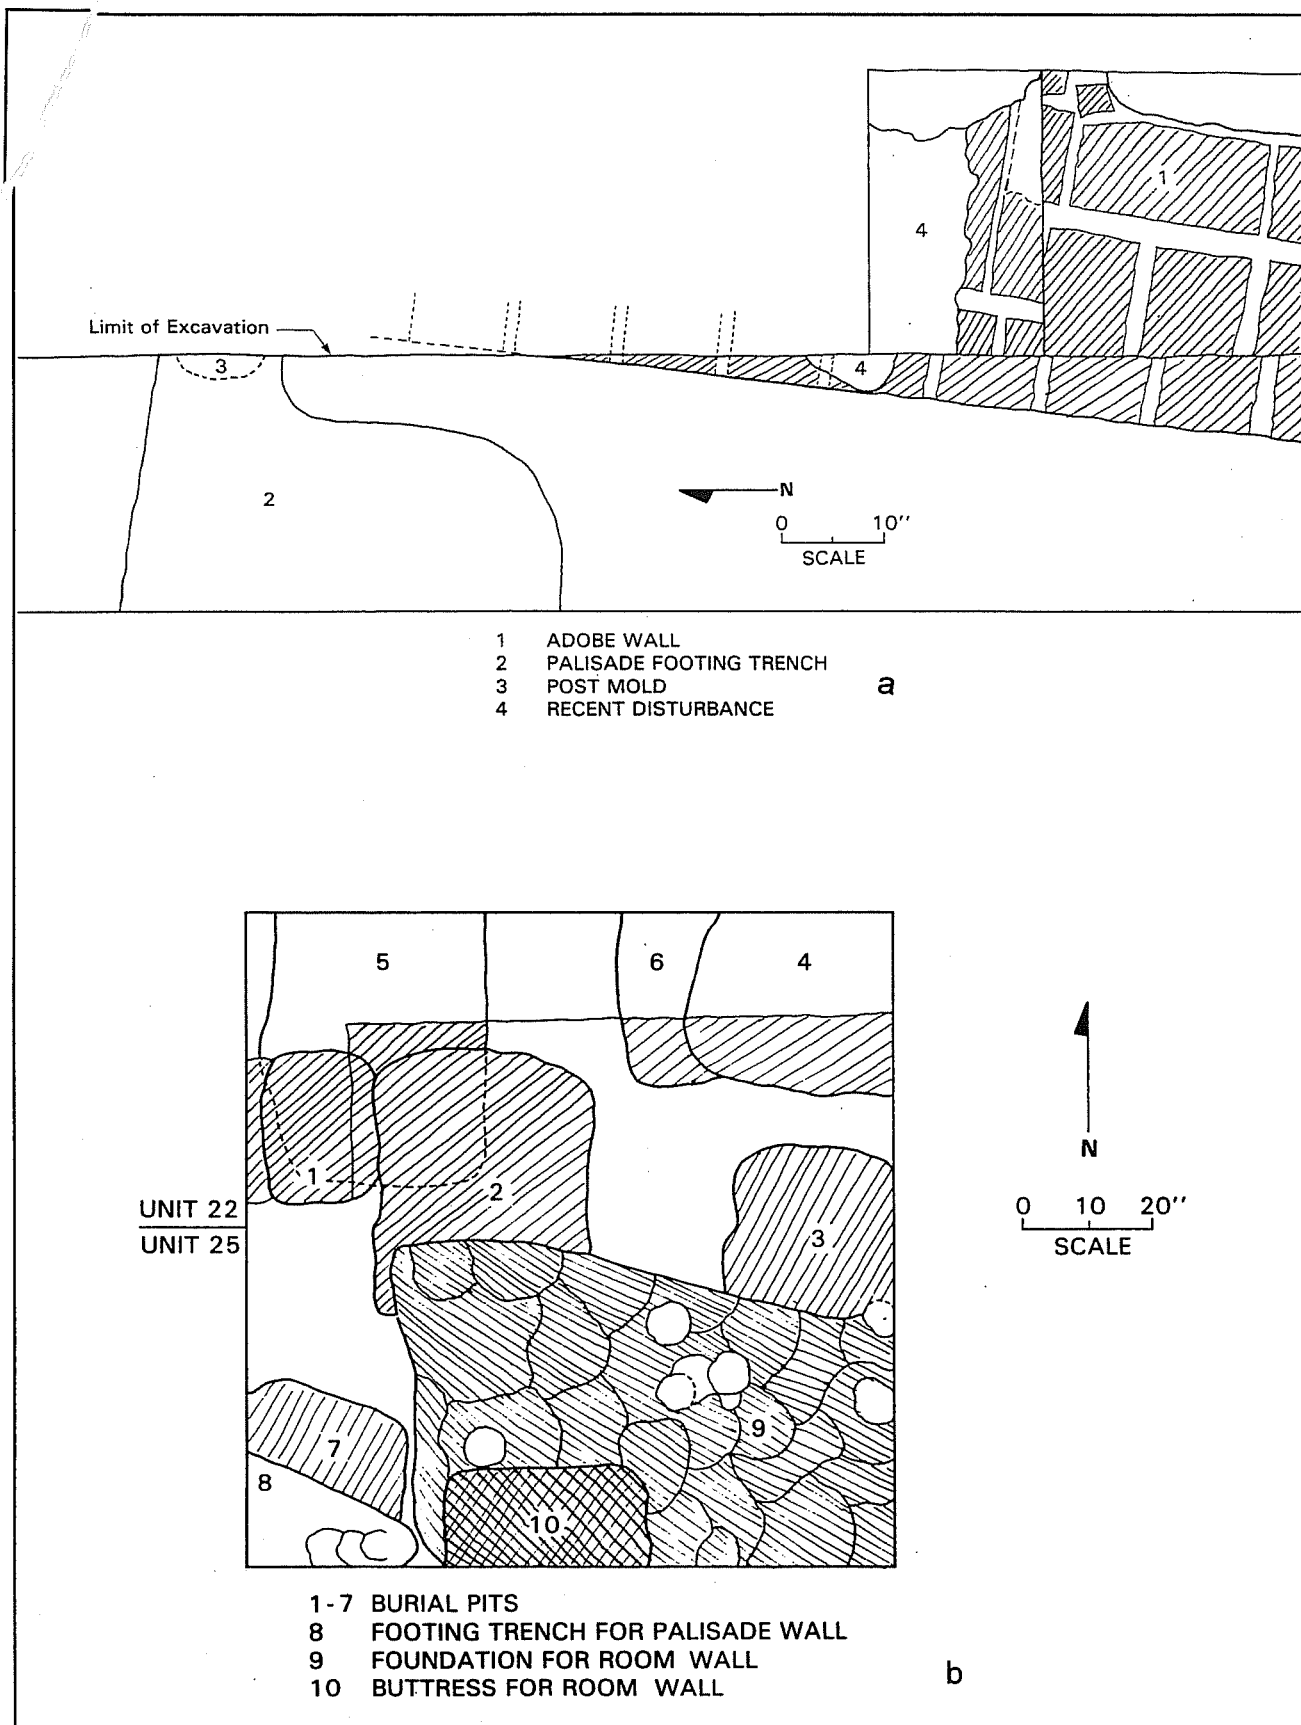 1
4
Limit of Excavation
3
4
2
N
0 10''
SCALE
1 ADOBE WALL
2 PALISADE FOOTING TRENCH
3 POST MOLD
4 RECENT DISTURBANCE
a
5 6 4
1
2
UNIT 22
UNIT 25
3
N
0 10 20''
SCALE
9
7
8
10
1-7 BURIAL PITS
8 FOOTING TRENCH FOR PALISADE WALL
9 FOUNDATION FOR ROOM WALL
10 BUTTRESS FOR ROOM WALL
b